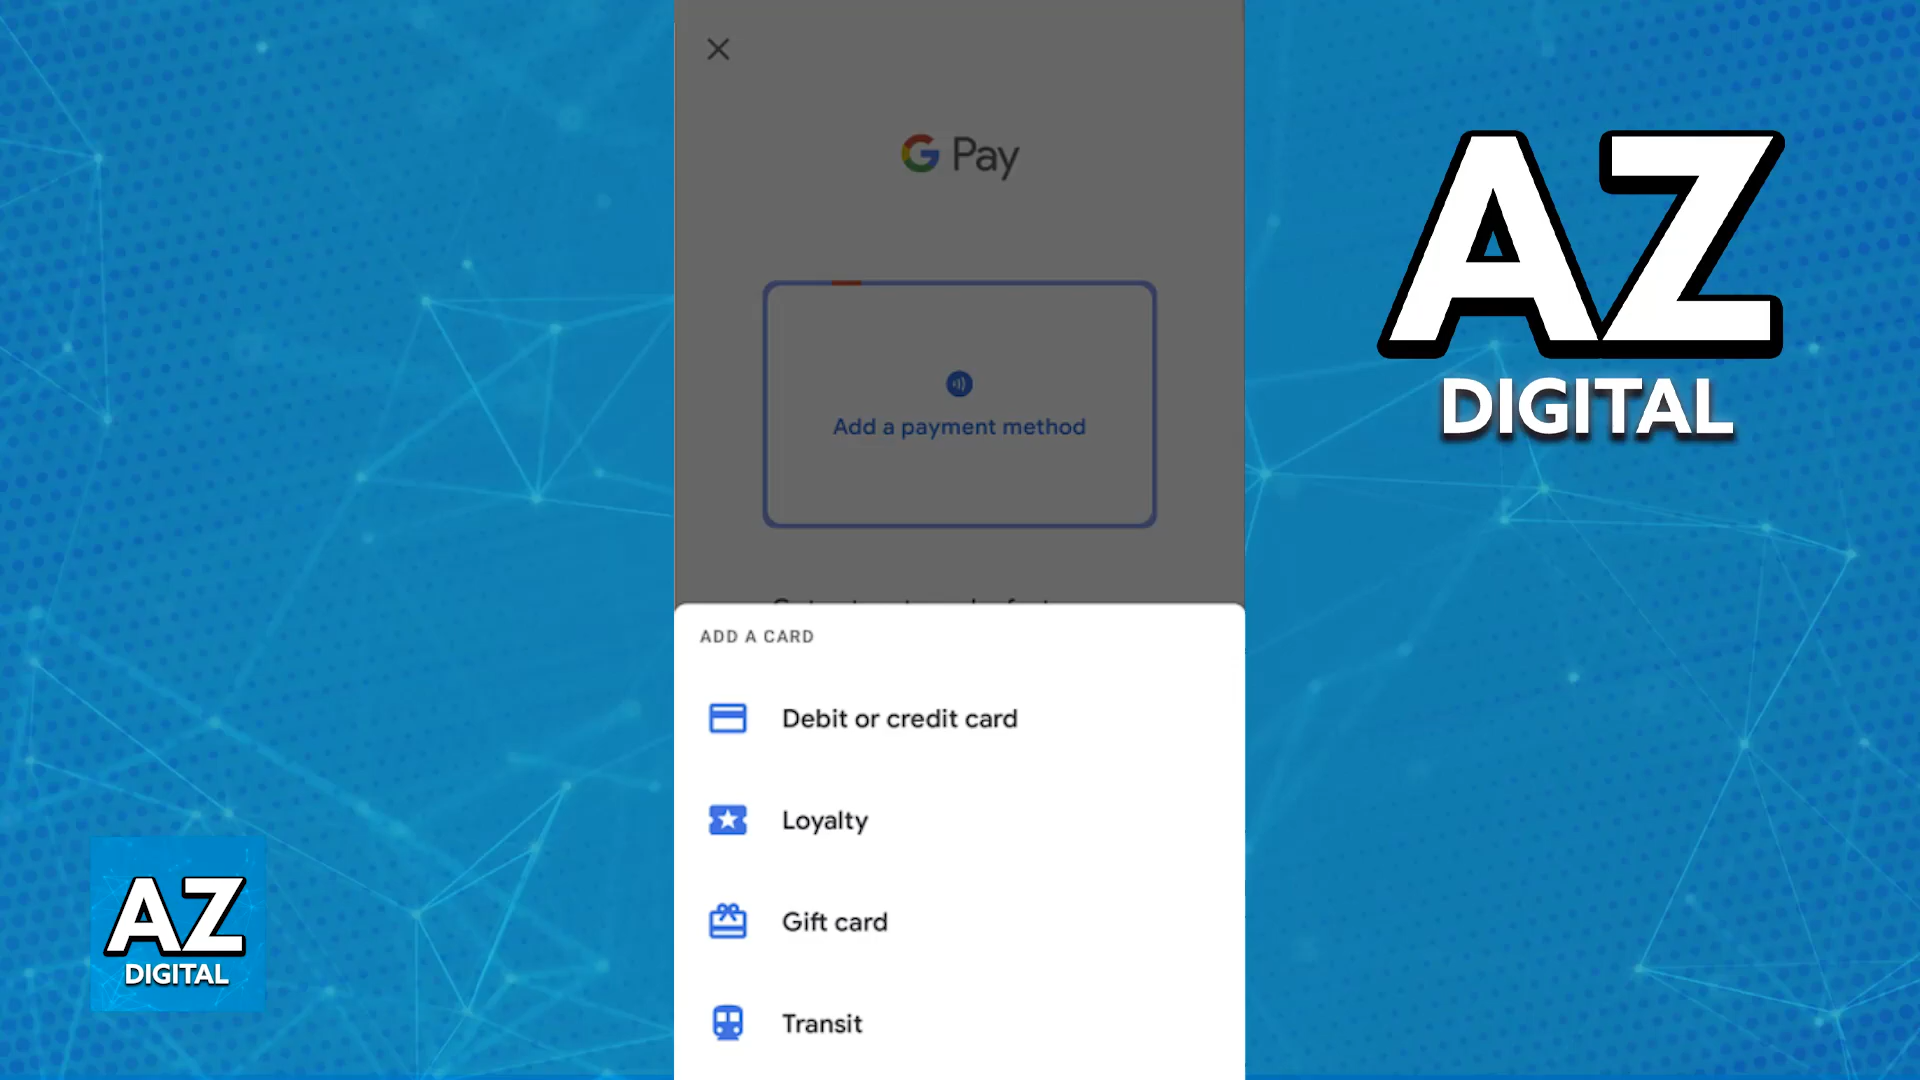 G Pay
Add a payment method
ADD A CARD
Debit or credit card
Loyalty
Gift card
Transit
AZ
DIGITAL
AZ
DIGITAL